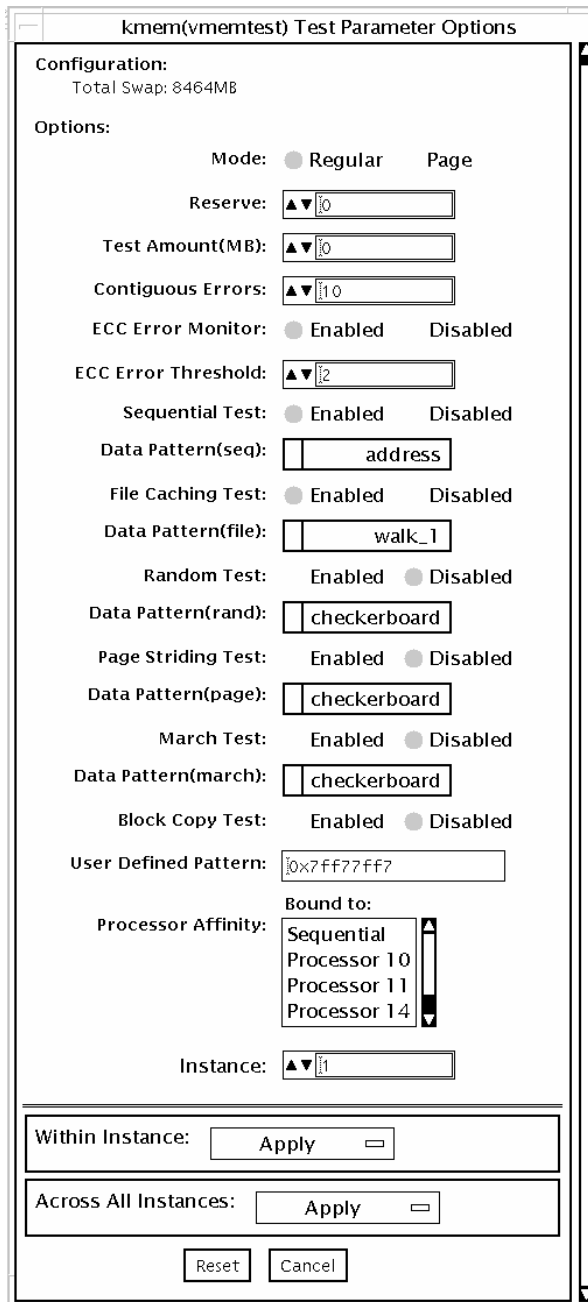 kmem(vmemtest) Test Parameter Options
Configuration:
Total Swap: 8464MB
Options:
Mode: Regular Page
Reserve: 0
Test Amount(MB): 0
Contiguous Errors: 10
ECC Error Monitor: Enabled Disabled
ECC Error Threshold: 2
Sequential Test: Enabled Disabled
Data Pattern(seq): address
File Caching Test: Enabled Disabled
Data Pattern(file): walk_1
Random Test: Enabled Disabled
Data Pattern(rand): checkerboard
Page Striding Test: Enabled Disabled
Data Pattern(page): checkerboard
March Test: Enabled Disabled
Data Pattern(march): checkerboard
Block Copy Test: Enabled Disabled
User Defined Pattern: 0x7ff77ff7
Bound to:
Processor Affinity: Sequential
Processor 10
Processor 11
Processor 14
Instance: 1
Within Instance: Apply
Across All Instances: Apply
Reset Cancel